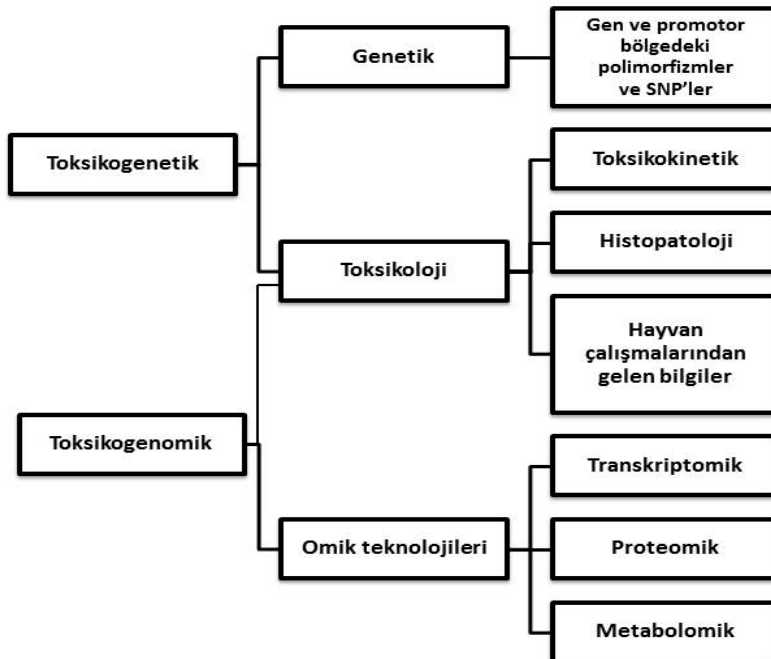 Toksikogenetik
Genetik
Gen ve promotor
bölgedeki
polimorfizmler
ve SNP’ler
Toksikoloji
Toksikokinetik
Histopatoloji
Hayvan
çalışmalarından
gelen bilgiler
Toksikogenomik
Omik teknolojileri
Transkriptomik
Proteomik
Metabolomik